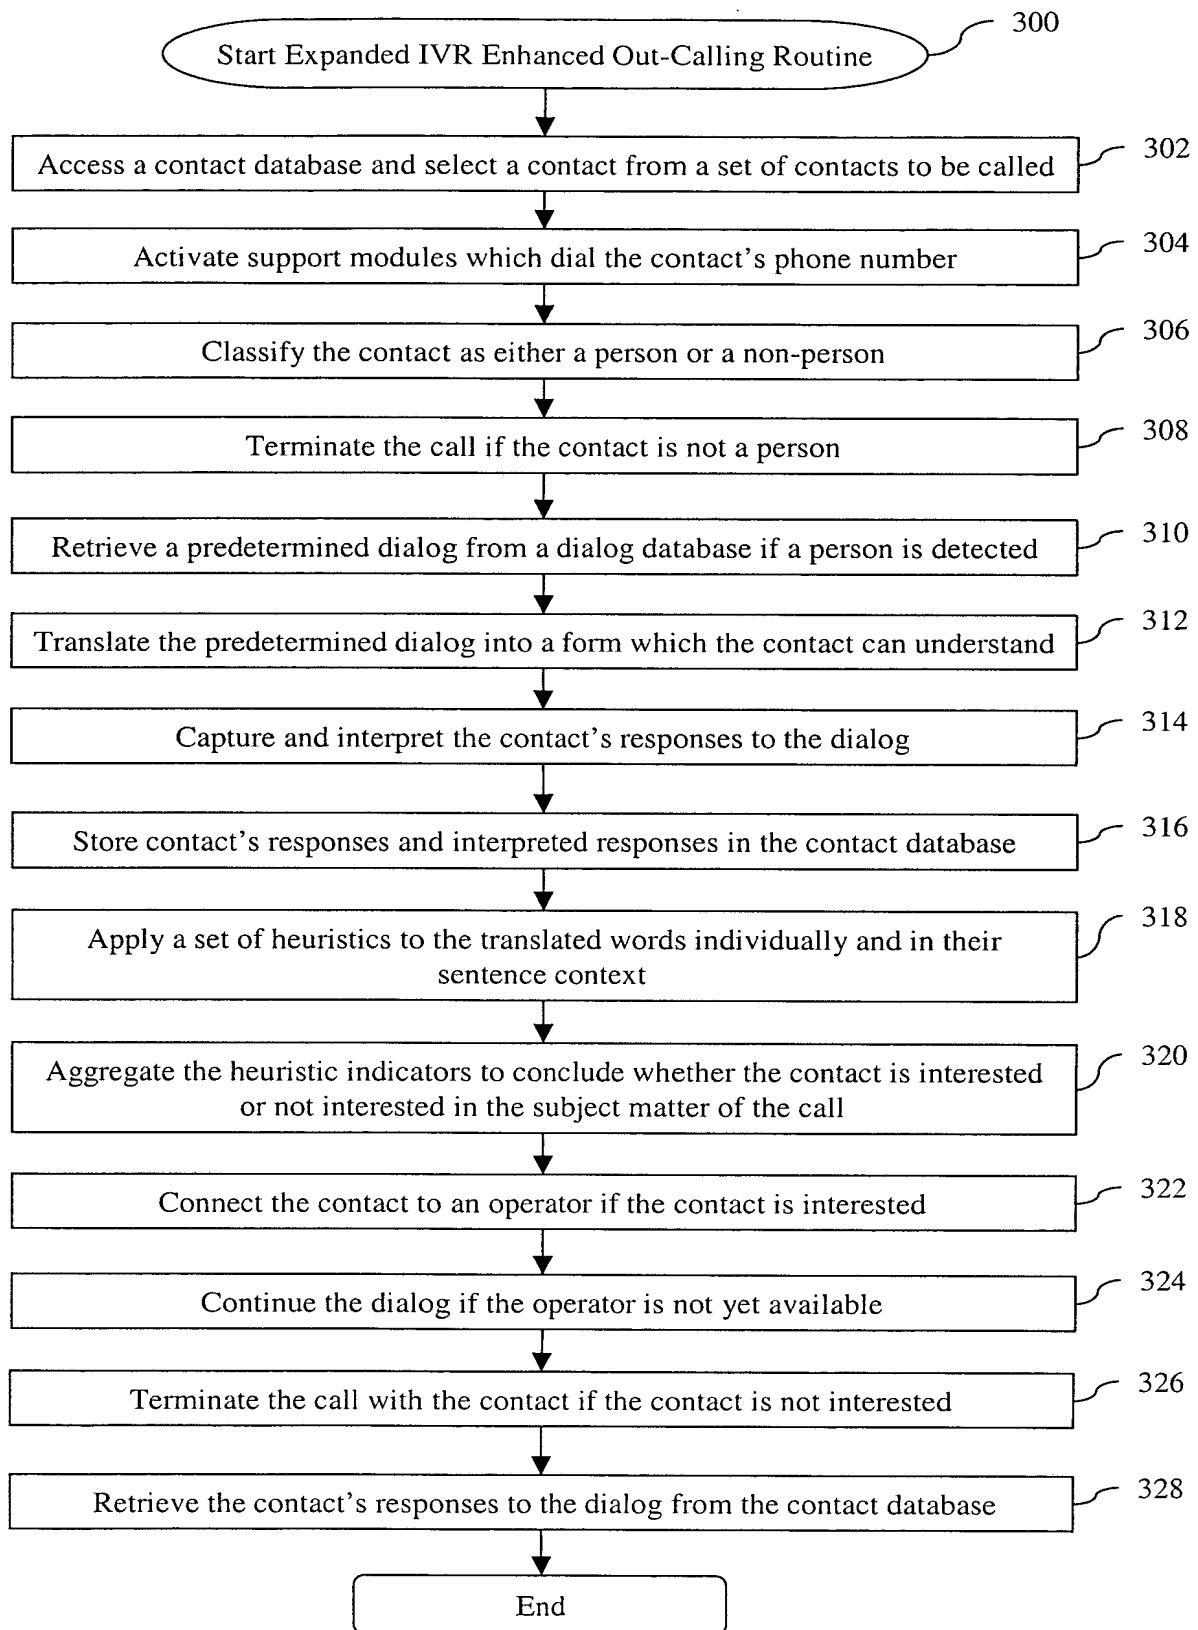 300
Start Expanded IVR Enhanced Out-Calling Routine
302
Access a contact database and select a contact from a set of contacts to be called
304
Activate support modules which dial the contact's phone number
306
Classify the contact as either a person or a non-person
308
Terminate the call if the contact is not a person
310
Retrieve a predetermined dialog from a dialog database if a person is detected
312
Translate the predetermined dialog into a form which the contact can understand
314
Capture and interpret the contact's responses to the dialog
316
Store contact's responses and interpreted responses in the contact database
318
Apply a set of heuristics to the translated words individually and in their
sentence context
320
Aggregate the heuristic indicators to conclude whether the contact is interested
or not interested in the subject matter of the call
322
Connect the contact to an operator if the contact is interested
324
Continue the dialog if the operator is not yet available
326
Terminate the call with the contact if the contact is not interested
328
Retrieve the contact's responses to the dialog from the contact database
End